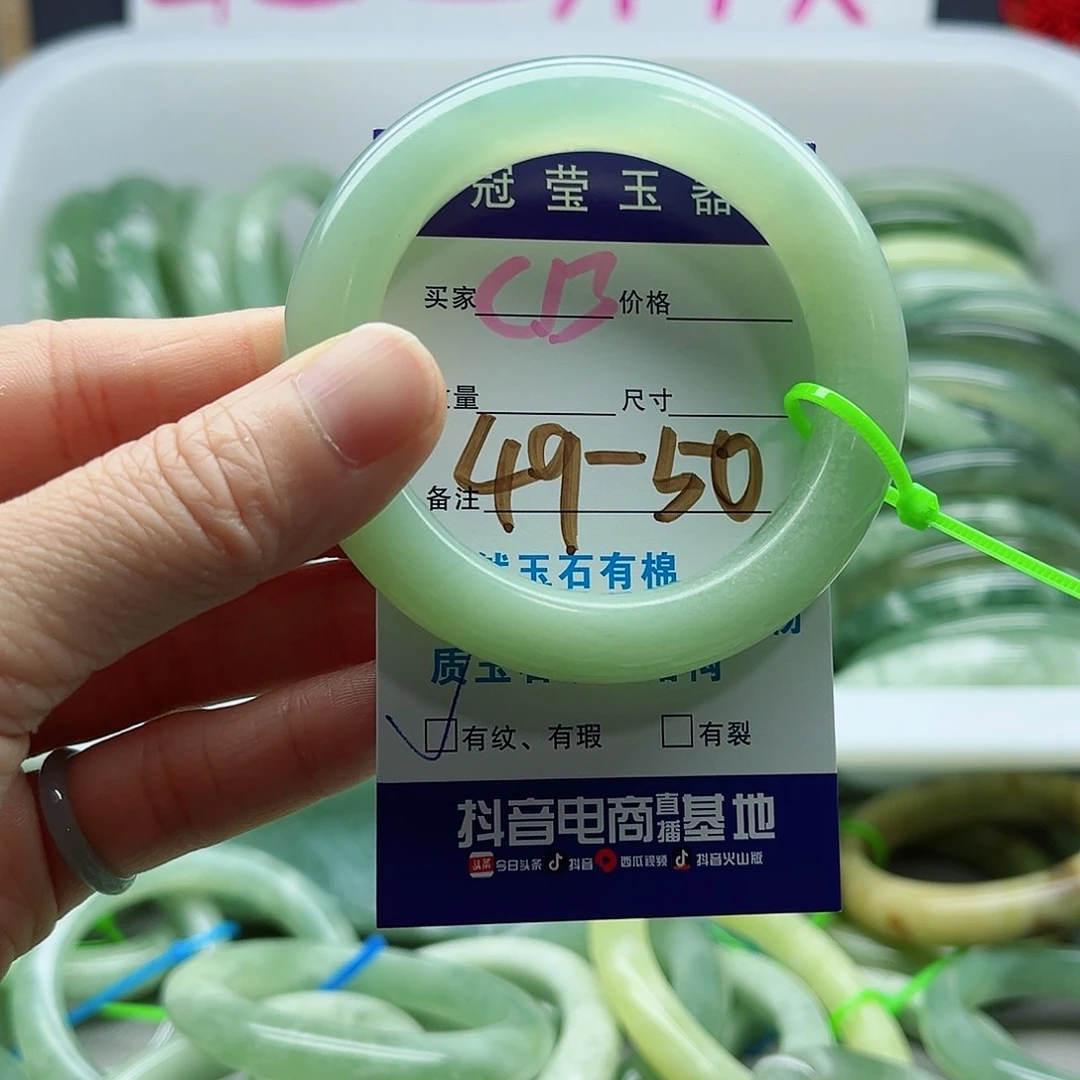 冠莹玉器
买家 CB 价格
量 尺寸
49-50
备注
玉石有棉
质玉
有纹、有瑕 有裂
抖音电商直播基地
今日头条 抖音 西瓜视频 抖音火山版